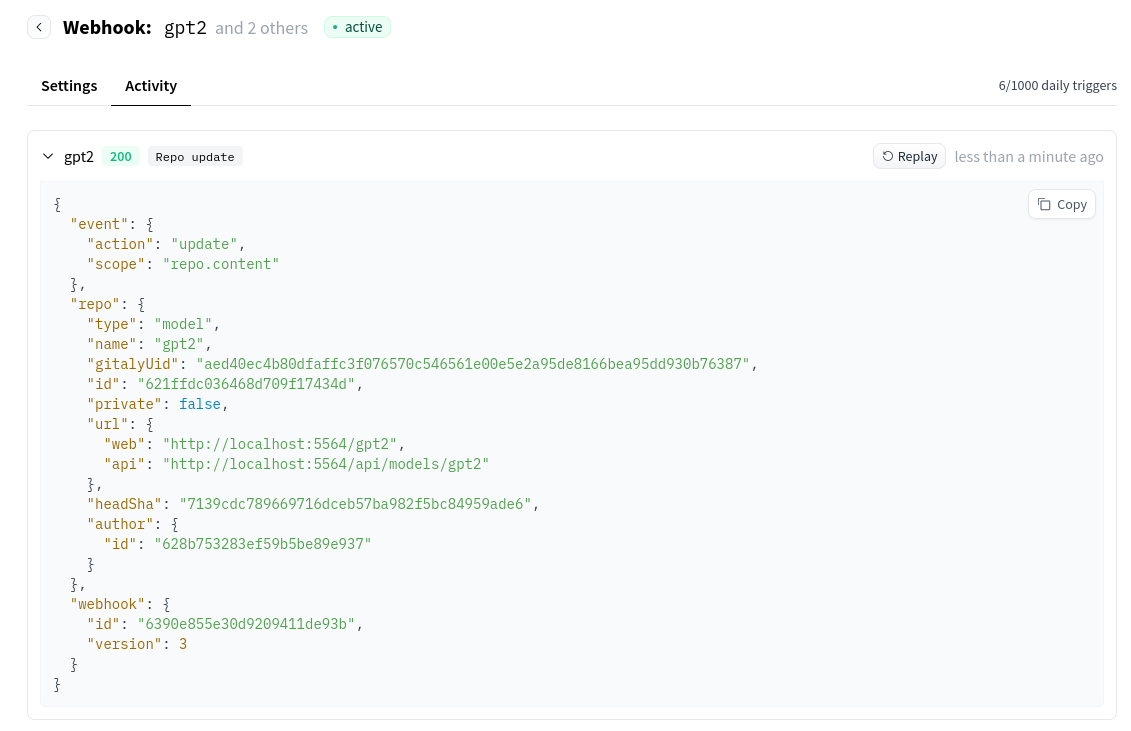 Webhook: gpt2 and 2 others • active
Settings Activity 6/1000 daily triggers
gpt2 200 Repo update Replay less than a minute ago
Copy
{
  "event": {
    "action": "update",
    "scope": "repo.content"
  },
  "repo": {
    "type": "model",
    "name": "gpt2",
    "gitalyUid": "aed40ec4b80dfaffc3f076570c546561e00e5e2a95de8166bea95dd930b76387",
    "id": "621ffdc036468d709f17434d",
    "private": false,
    "url": {
      "web": "http://localhost:5564/gpt2",
      "api": "http://localhost:5564/api/models/gpt2"
    },
    "headSha": "7139cdc789669716dceb57ba982f5bc84959ade6",
    "author": {
      "id": "628b753283ef59b5be89e937"
    }
  },
  "webhook": {
    "id": "6390e855e30d9209411de93b",
    "version": 3
  }
}